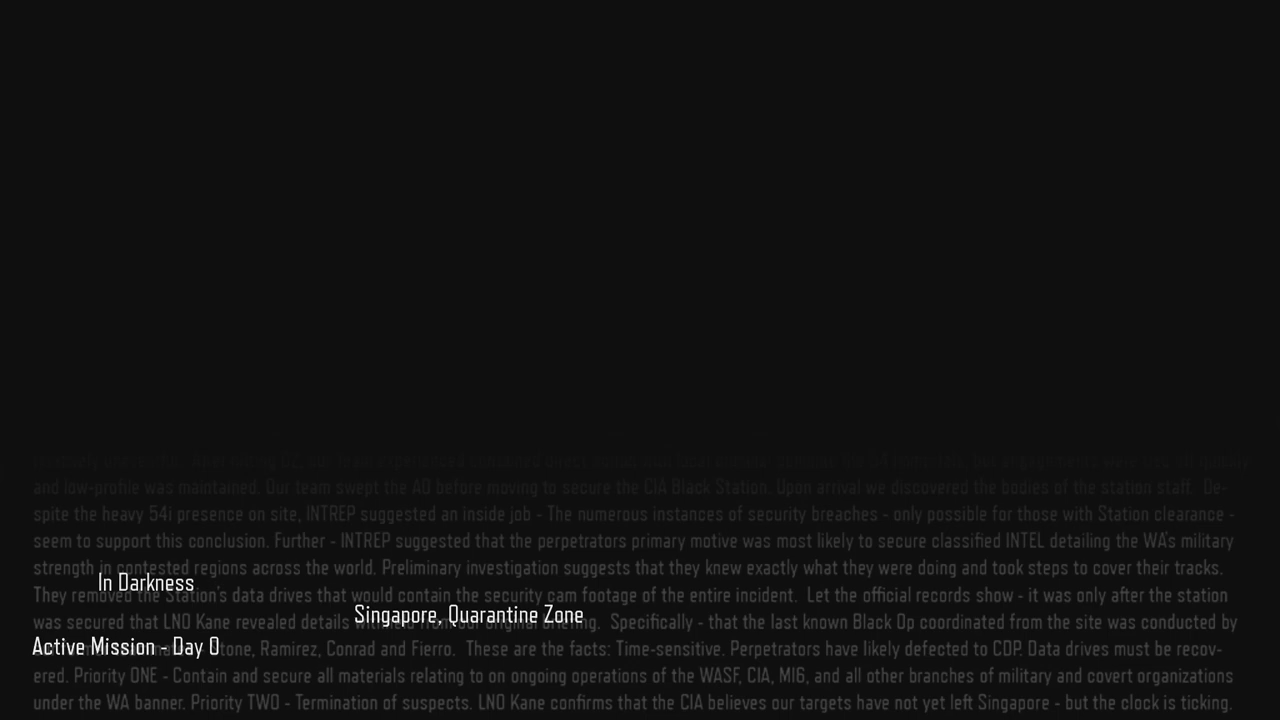 and low-profile was maintained. Our team swept the AO before moving to secure the CIA Black Station. Upon arrival we discovered the bodies of the station staff. De-
spite the heavy 54i presence on site, INTREP suggested an inside job - The numerous instances of security breaches - only possible for those with Station clearance -
seem to support this conclusion. Further - INTREP suggested that the perpetrators primary motive was most likely to secure classified INTEL detailing the WA's military
strength in contested regions across the world. Preliminary investigation suggests that they knew exactly what they were doing and took steps to cover their tracks.
In Darkness
They removed the Station's data drives that would contain the security cam footage of the entire incident. Let the official records show - it was only after the station
Singapore, Quarantine Zone
was secured that LNO Kane revealed details original briefing. Specifically - that the last known Black Op coordinated from the site was conducted by
Active Mission - Day 0
Ramirez, Conrad and Fierro. These are the facts: Time-sensitive. Perpetrators have likely defected to CDP. Data drives must be recov-
ered. Priority ONE - Contain and secure all materials relating to on ongoing operations of the WASF, CIA, MI6, and all other branches of military and covert organizations
under the WA banner. Priority TWO - Termination of suspects. LNO Kane confirms that the CIA believes our targets have not yet left Singapore - but the clock is ticking.